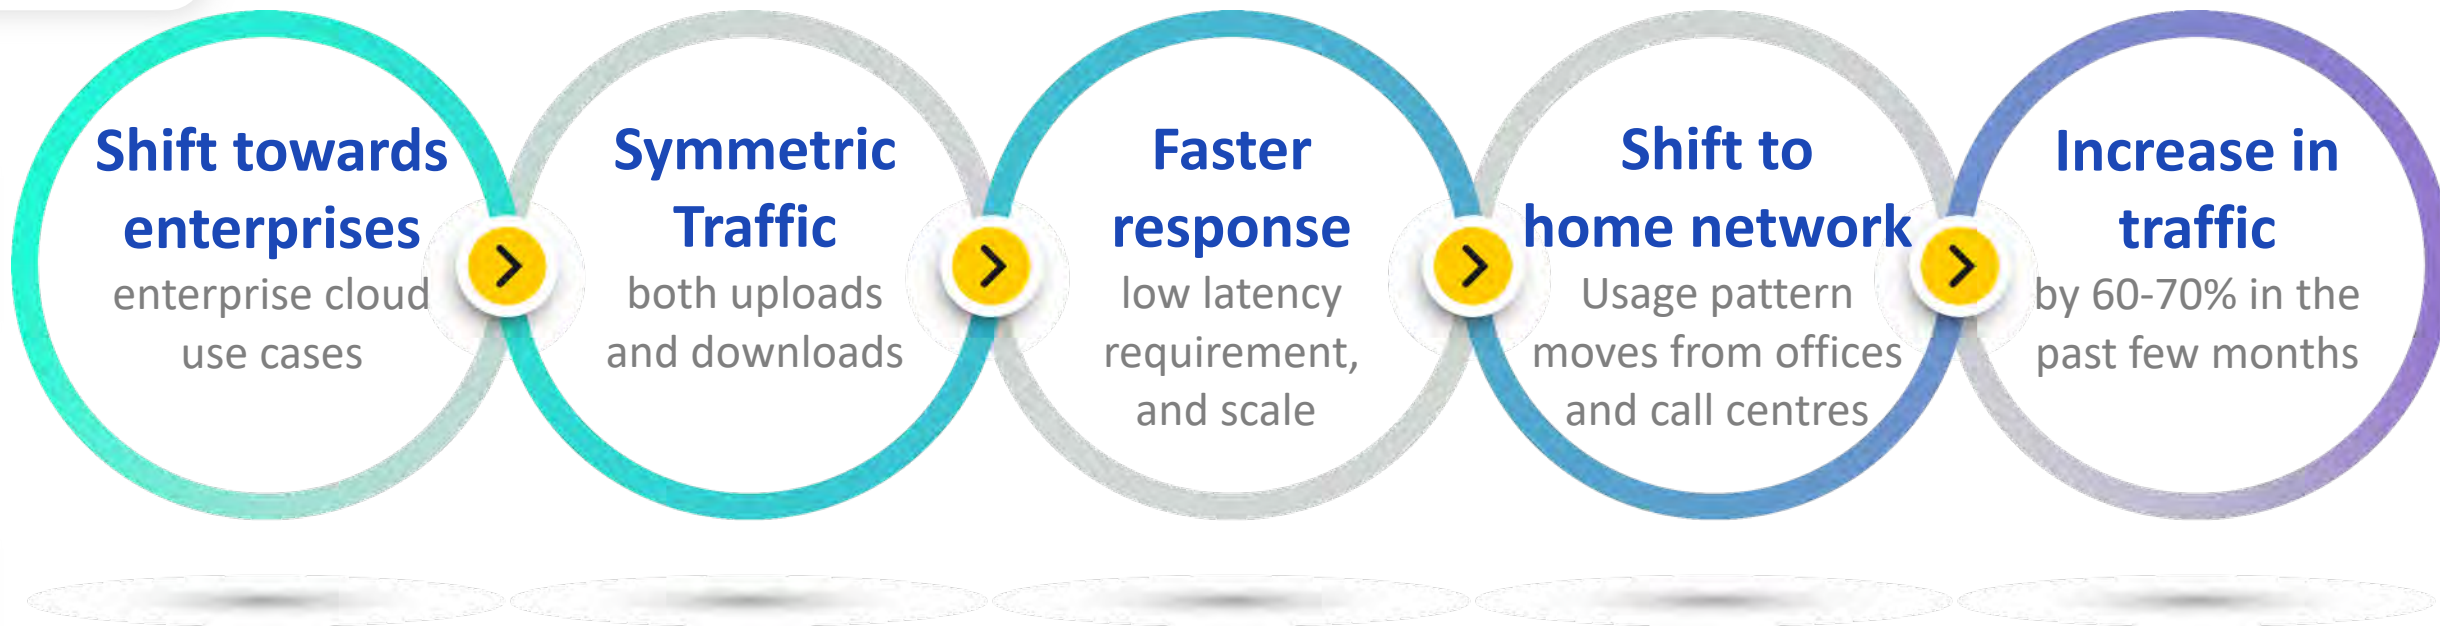 Shift towards
enterprises
enterprise cloud
use cases
Symmetric
Traffic
both uploads
and downloads
Faster
response
low latency
requirement,
and scale
Shift to
home network
Usage pattern
moves from offices
and call centres
Increase in
traffic
by 60-70% in the
past few months